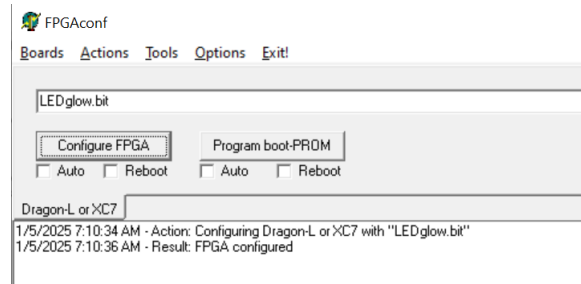 FPGAconf
Boards Actions Tools Options Exit!
LEDglow.bit
Configure FPGA Program boot-PROM
Auto Reboot Auto Reboot
Dragon-L or XC7
1/5/2025 7:10:34 AM - Action: Configuring Dragon-L or XC7 with "LEDglow.bit"
1/5/2025 7:10:36 AM - Result: FPGA configured